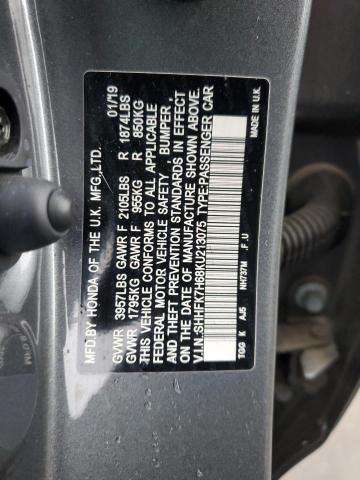 MFD.BY HONDA OF THE U.K. MFG.,LTD. 01/19
GVWR 3957LBS GAWR F 2105LBS R 1874LBS
GVWR 1795KG GAWR F 955KG R 850KG
THIS VEHICLE CONFORMS TO ALL APPLICABLE
FEDERAL MOTOR VEHICLE SAFETY , BUMPER,
AND THEFT PREVENTION STANDARDS IN EFFECT
ON THE DATE OF MANUFACTURE SHOWN ABOVE.
V.I.N.:SHHFK7H68KU213075 TYPE:PASSENGER CAR
TGG K AJ5 NH737M .F_U MADE IN U.K.